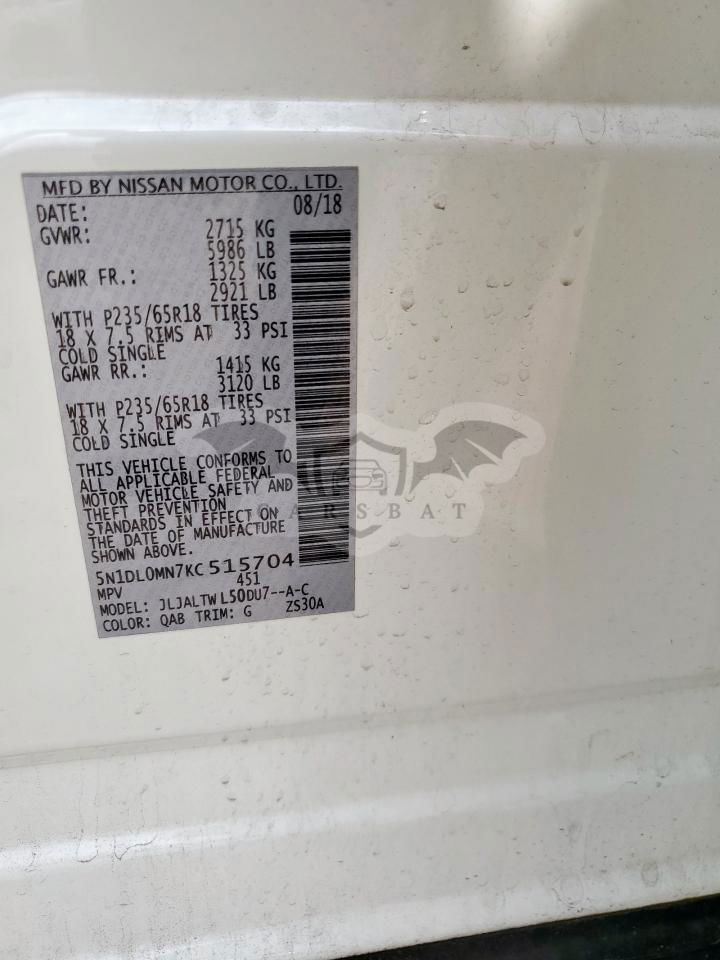 MFD BY NISSAN MOTOR CO., LTD.
DATE: 08/18
GVWR: 2715 KG
5986 LB
GAWR FR.: 1325 KG
2921 LB
WITH P235/65R18 TIRES
18 X 7.5 RIMS AT 33 PSI
COLD SINGLE
GAWR RR.: 1415 KG
3120 LB
WITH P235/65R18 TIRES
18 X 7.5 RIMS AT 33 PSI
COLD SINGLE
THIS VEHICLE CONFORMS TO
ALL APPLICABLE FEDERAL
MOTOR VEHICLE SAFETY AND
THEFT PREVENTION
STANDARDS IN EFFECT ON
THE DATE OF MANUFACTURE
SHOWN ABOVE.
5N1DL0MN7KC515704
MPV 451
MODEL: JLJALTWL50DU7--A-C
COLOR: QAB TRIM: G ZS30A
CARSBAT